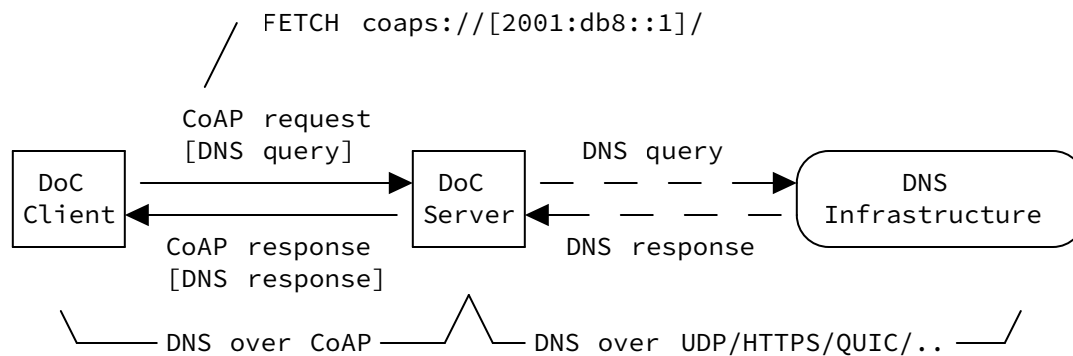 FETCH coaps://[2001:db8::1]/
CoAP request
[DNS query]
DoC
Client
DoC
Server
DNS query
DNS
Infrastructure
CoAP response
[DNS response]
DNS response
DNS over CoAP
DNS over UDP/HTTPS/QUIC/..